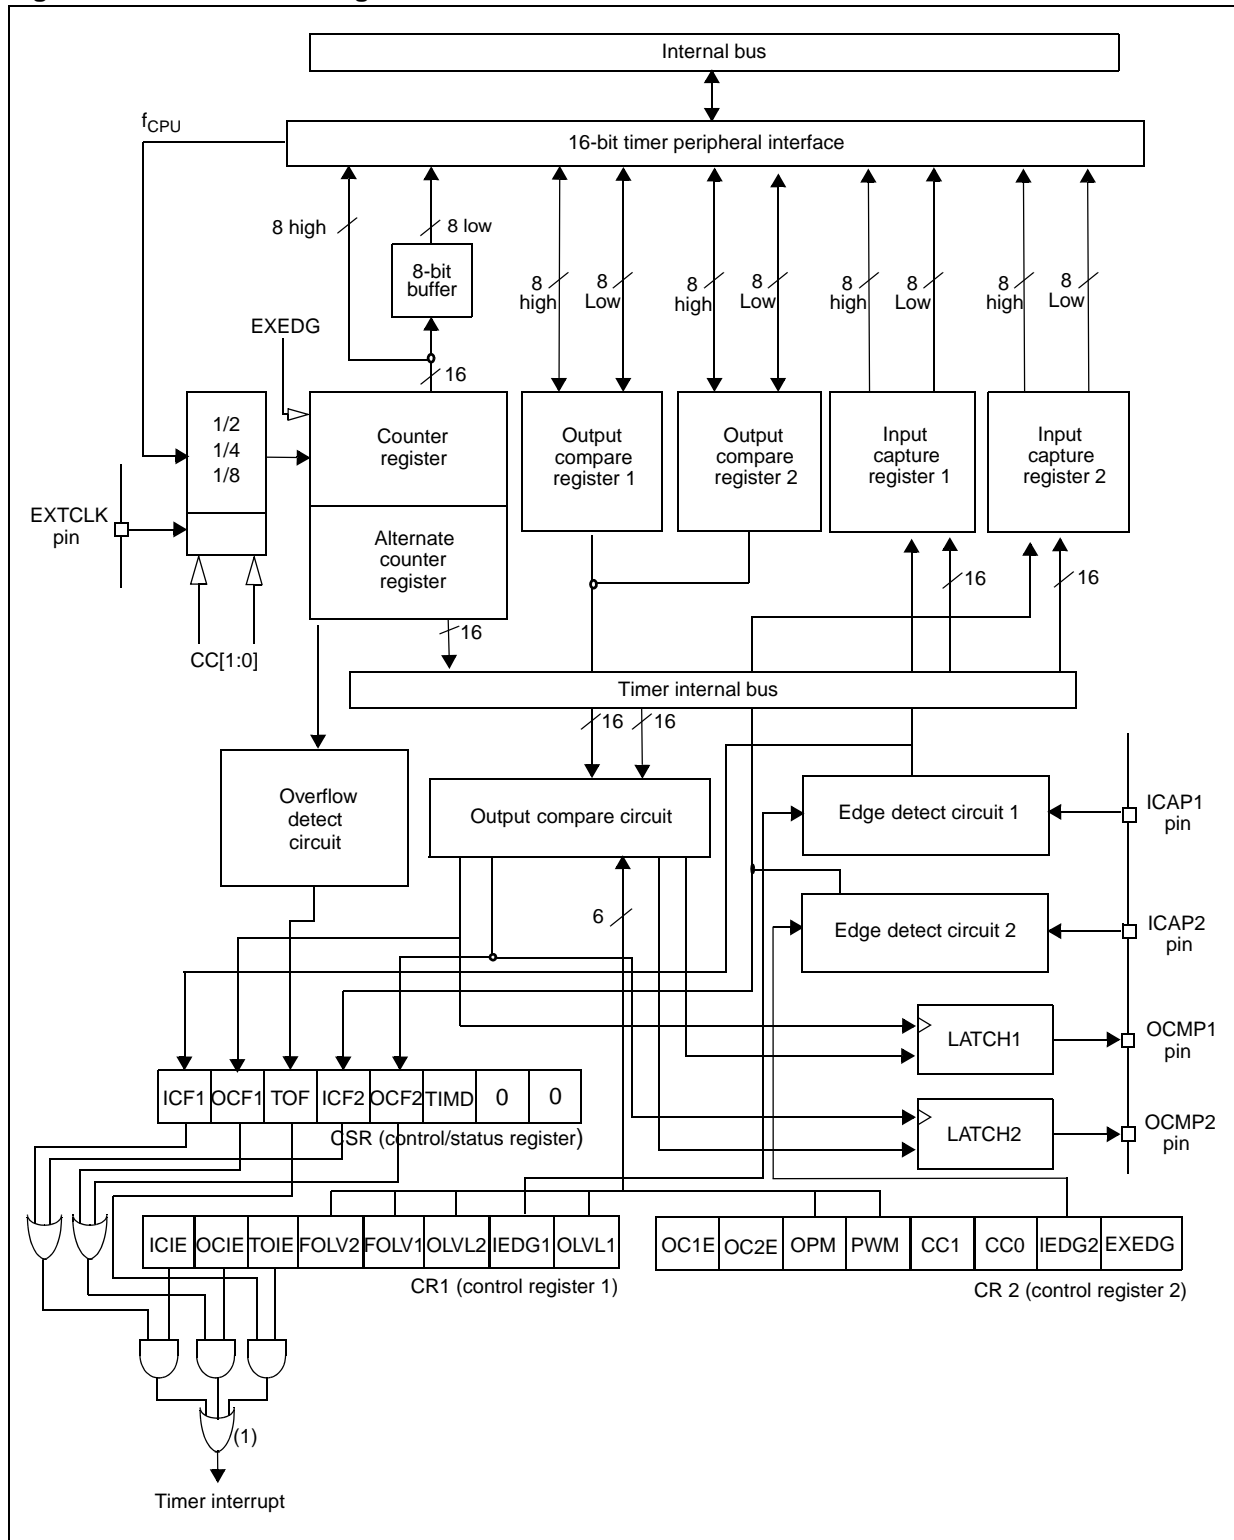 Internal bus
fCPU
16-bit timer peripheral interface
8 high
8 low
8-bit
buffer
8
high
8
Low
8
high
8
Low
8
high
8
Low
8
high
8
Low
EXEDG
16
1/2
1/4
1/8
Counter
register
Output
compare
register 1
Output
compare
register 2
Input
capture
register 1
Input
capture
register 2
EXTCLK
pin
Alternate
counter
register
16
16
16
CC[1:0]
Timer internal bus
16
16
Overflow
detect
circuit
Output compare circuit
Edge detect circuit 1
ICAP1
pin
6
Edge detect circuit 2
ICAP2
pin
LATCH1
OCMP1
pin
ICF1 OCF1 TOF ICF2 OCF2 TIMD 0 0
CSR (control/status register)
LATCH2
OCMP2
pin
ICIE OCIE TOIE FOLV2 FOLV1 OLVL2 IEDG1 OLVL1
CR1 (control register 1)
OC1E OC2E OPM PWM CC1 CC0 IEDG2 EXEDG
CR 2 (control register 2)
(1)
Timer interrupt